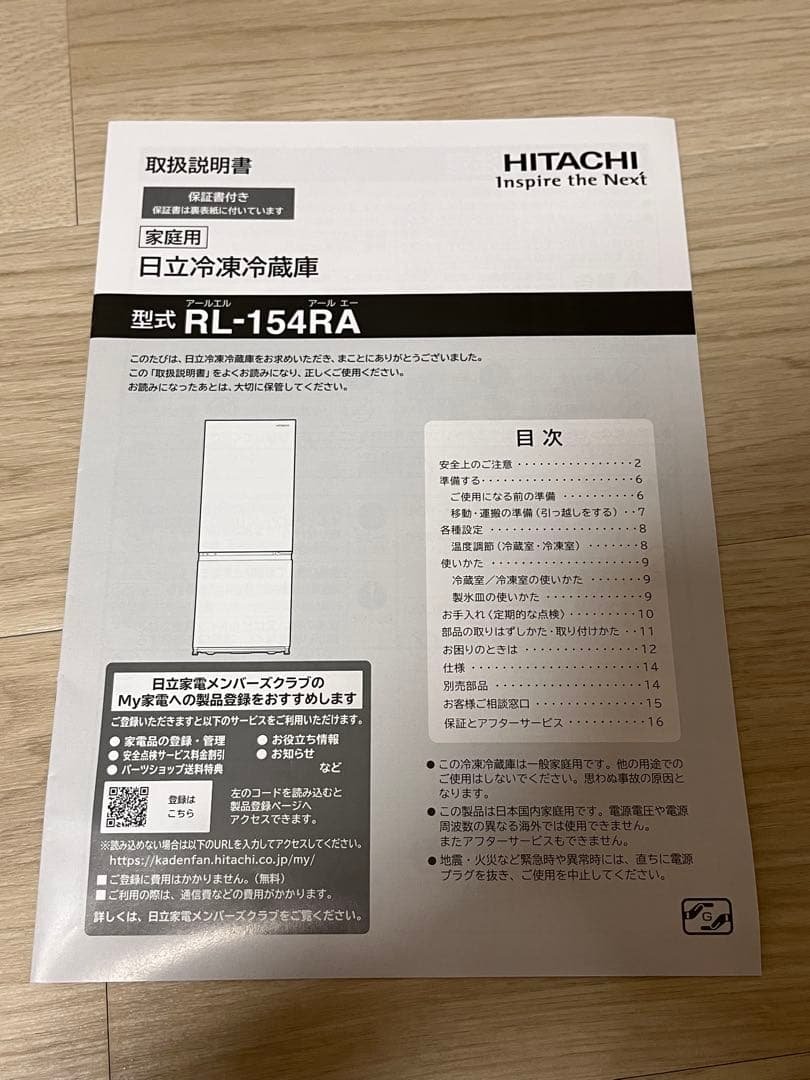 取扱説明書
HITACHI
Inspire the Next
保証書付き
保証書は裏表紙に付いています
家庭用
日立冷凍冷蔵庫
アールエル アール エー
型式 RL-154RA
このたびは、日立冷凍冷蔵庫をお求めいただき、まことにありがとうございました。
この「取扱説明書」をよくお読みになり、正しくご使用ください。
お読みになったあとは、大切に保管してください。
HITACHI
目次
安全上のご注意 ・・・・・・・・・・・・・・・・2
準備する・・・・・・・・・・・・・・・・・・・・・6
ご使用になる前の準備 ・・・・・・・・・・6
移動・運搬の準備(引っ越しをする) ・・7
各種設定 ・・・・・・・・・・・・・・・・・・・・8
温度調節(冷蔵室・冷凍室) ・・・・・・・8
使いかた ・・・・・・・・・・・・・・・・・・・・9
冷蔵室/冷凍室の使いかた ・・・・・・・9
製氷皿の使いかた ・・・・・・・・・・・・・9
お手入れ(定期的な点検)・・・・・・・・・10
部品の取りはずしかた・取り付けかた ・・11
お困りのときは ・・・・・・・・・・・・・・・12
仕様 ・・・・・・・・・・・・・・・・・・・・・・14
別売部品 ・・・・・・・・・・・・・・・・・・・14
お客様ご相談窓口 ・・・・・・・・・・・・・15
保証とアフターサービス ・・・・・・・・・・16
日立家電メンバーズクラブの
My家電への製品登録をおすすめします
ご登録いただきますと以下のサービスをご利用いただけます。
● 家電品の登録・管理 ● お役立ち情報
● 安全点検サービス料金割引 ● お知らせ
● パーツショップ送料特典 など
登録は
こちら
左のコードを読み込むと
製品登録ページへ
アクセスできます。
※読み込めない場合は以下のURLを入力してアクセスしてください。
https://kadenfan.hitachi.co.jp/my/
■ ご登録に費用はかかりません。(無料)
■ ご利用の際は、通信費などの費用がかかります。
詳しくは、日立家電メンバーズクラブをご覧ください。
● この冷凍冷蔵庫は一般家庭用です。他の用途での
ご使用はしないでください。思わぬ事故の原因と
なります。
● この製品は日本国内家庭用です。電源電圧や電源
周波数の異なる海外では使用できません。
またアフターサービスもできません。
● 地震・火災など緊急時や異常時には、直ちに電源
プラグを抜き、ご使用を中止してください。
G